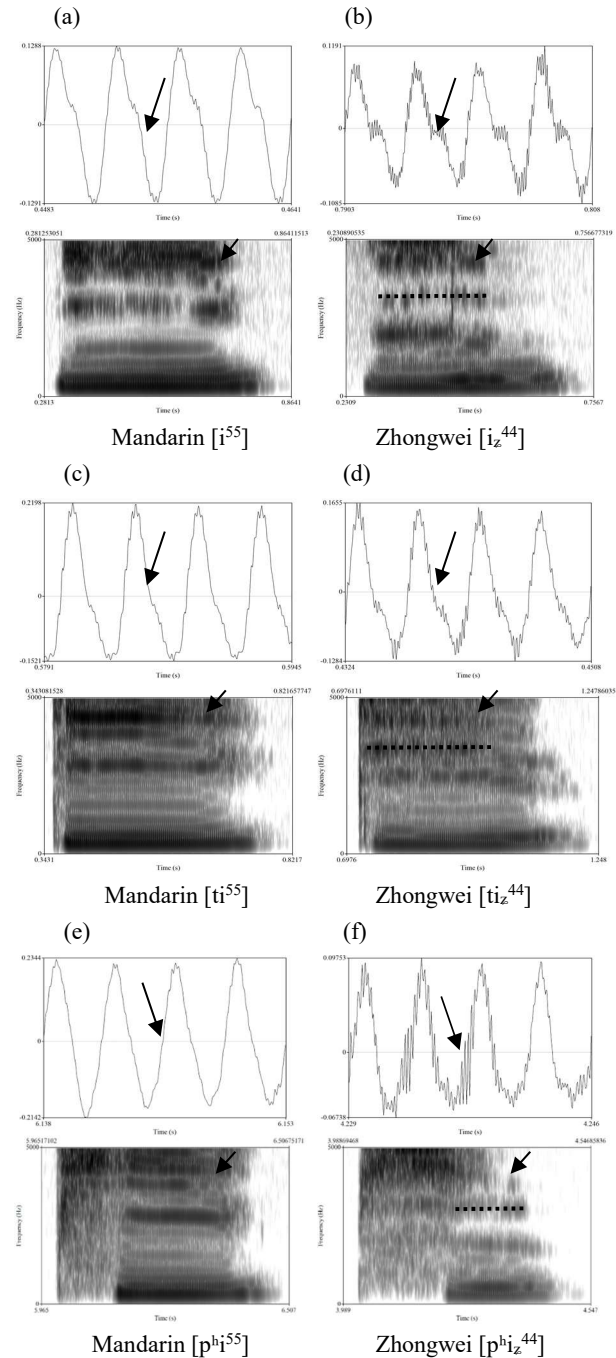 (a) (b)
0.1288 0.1191
0 0
-0.1291 -0.1085
0.4483 0.4641 0.7903 0.808
Time (s) Time (s)
0.281253051 0.86411513 0.230890535 0.756677319
5000 5000
Frequency (Hz) Frequency (Hz)
0 0
0.2813 0.8641 0.2309 0.7567
Time (s) Time (s)
Mandarin [i⁵⁵] Zhongwei [iᶻ⁴⁴]
(c) (d)
0.2198 0.1655
0 0
-0.1521 -0.1284
0.5791 0.5945 0.4324 0.4508
Time (s) Time (s)
0.343081528 0.821657747 0.6976111 1.24786035
5000 5000
Frequency (Hz) Frequency (Hz)
0 0
0.3431 0.8217 0.6976 1.248
Time (s) Time (s)
Mandarin [ti⁵⁵] Zhongwei [tiᶻ⁴⁴]
(e) (f)
0.2344 0.09753
0 0
-0.2142 -0.06738
6.138 6.153 4.229 4.246
Time (s) Time (s)
5.96517102 6.50675171 3.98869468 4.54685836
5000 5000
Frequency (Hz) Frequency (Hz)
0 0
5.965 6.507 3.989 4.547
Time (s) Time (s)
Mandarin [pʰi⁵⁵] Zhongwei [pʰiᶻ⁴⁴]